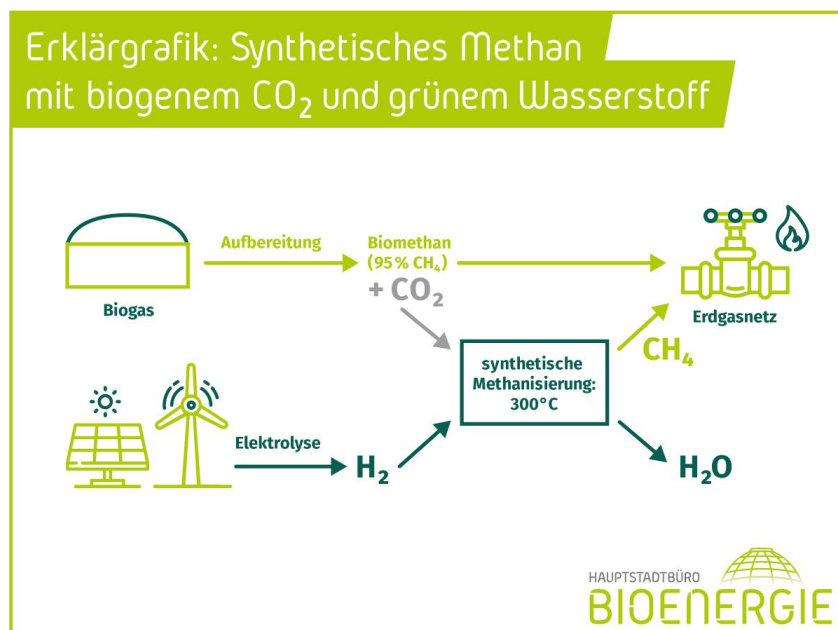 Erklärgrafik: Synthetisches Methan
mit biogenem CO₂ und grünem Wasserstoff
Aufbereitung
Biomethan
(95 % CH₄)
+ CO₂
Biogas
Erdgasnetz
synthetische
Methanisierung:
300°C
CH₄
Elektrolyse
H₂
H₂O
HAUPTSTADTBÜRO
BIOENERGIE